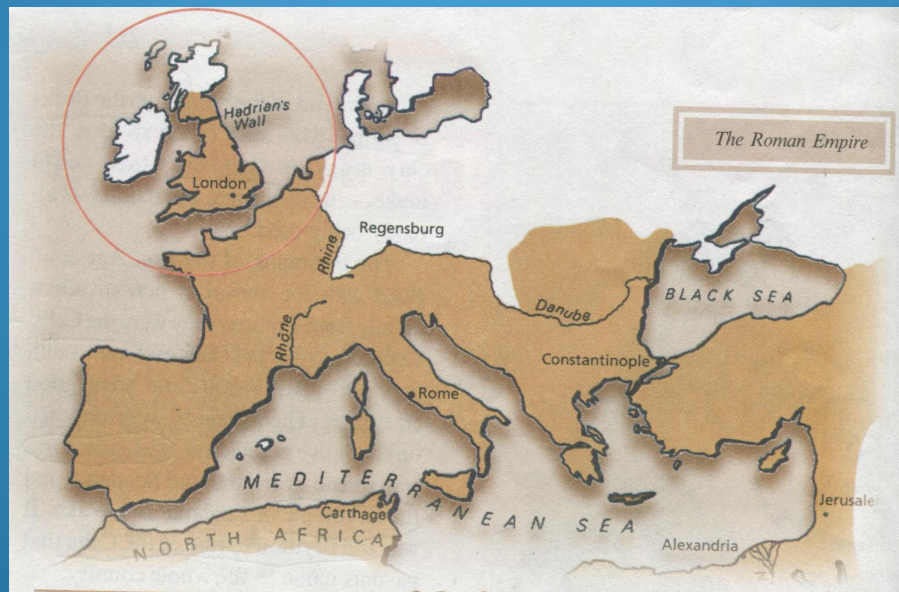 The Roman Empire
Hadrian's
Wall
London
Regensburg
Rhine
BLACK SEA
Danube
Rhône
Constantinople
Rome
MEDITERRANEAN SEA
Carthage
NORTH AFRICA
Jerusalem
Alexandria